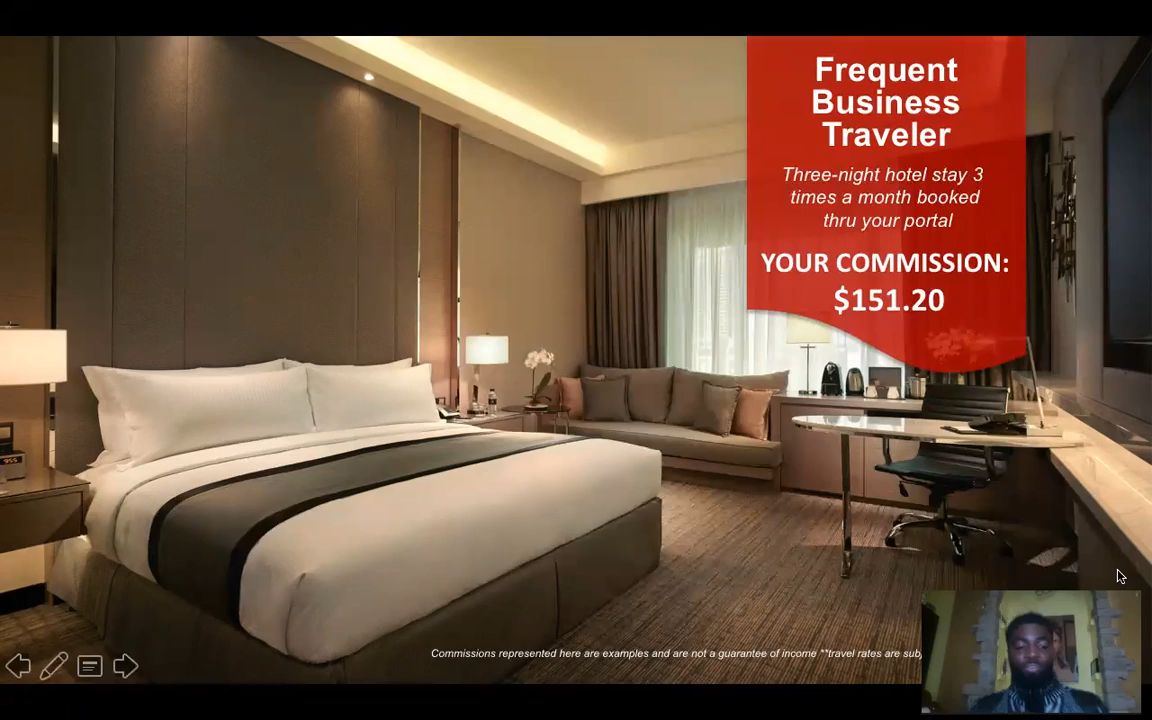 Frequent
Business
Traveler
Three-night hotel stay 3
times a month booked
thru your portal
YOUR COMMISSION:
$151.20
Commissions represented here are examples and are not a guarantee of income **travel rates are